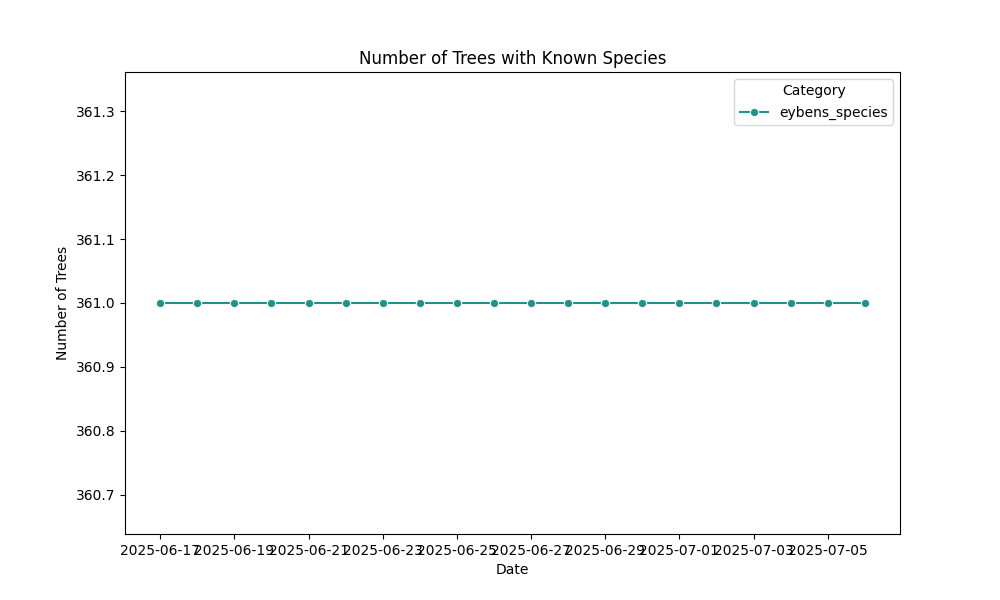 Number of Trees with Known Species
Category
eybens_species
361.3
361.2
361.1
361.0
360.9
360.8
360.7
Number of Trees
2025-06-17 2025-06-19 2025-06-21 2025-06-23 2025-06-25 2025-06-27 2025-06-29 2025-07-01 2025-07-03 2025-07-05
Date